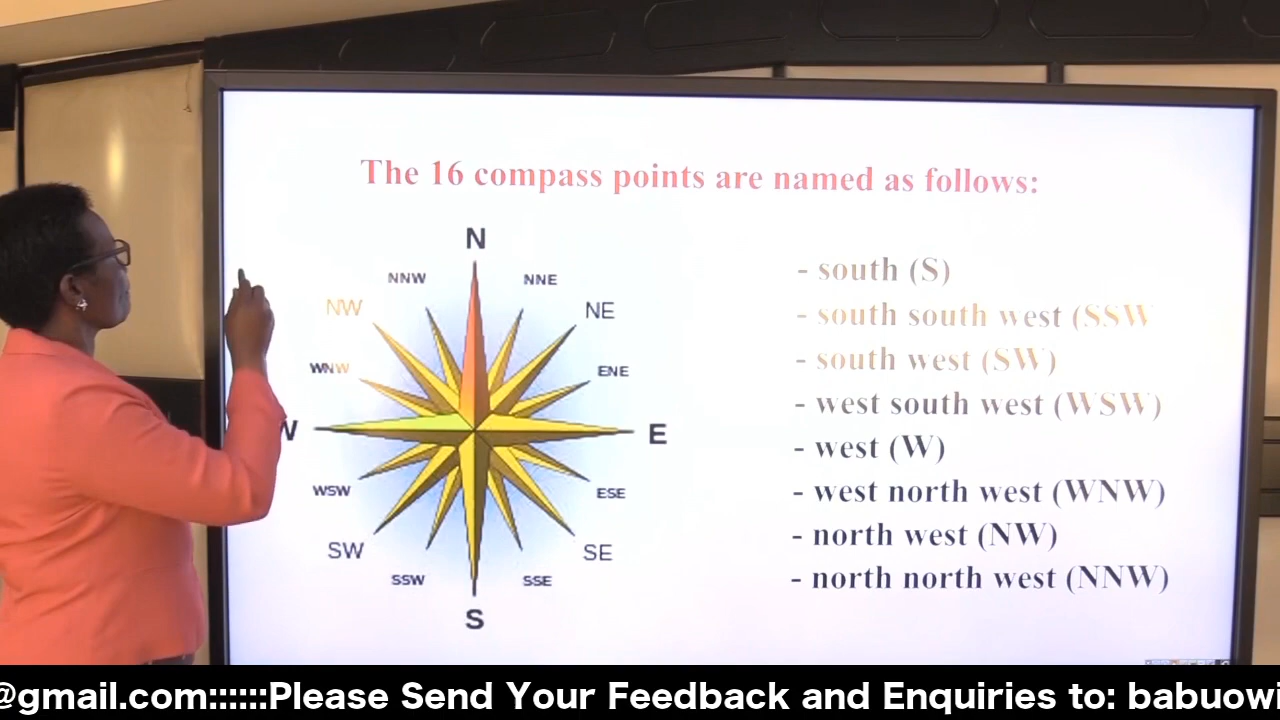 The 16 compass points are named as follows:
N
NNW
NNE
NW
NE
WNW
ENE
W
E
WSW
ESE
SW
SE
SSW
SSE
S
- south (S)
- south south west (SSW
- south west (SW)
- west south west (WSW)
- west (W)
- west north west (WNW)
- north west (NW)
- north north west (NNW)
@gmail.com::::::Please Send Your Feedback and Enquiries to: babuowi